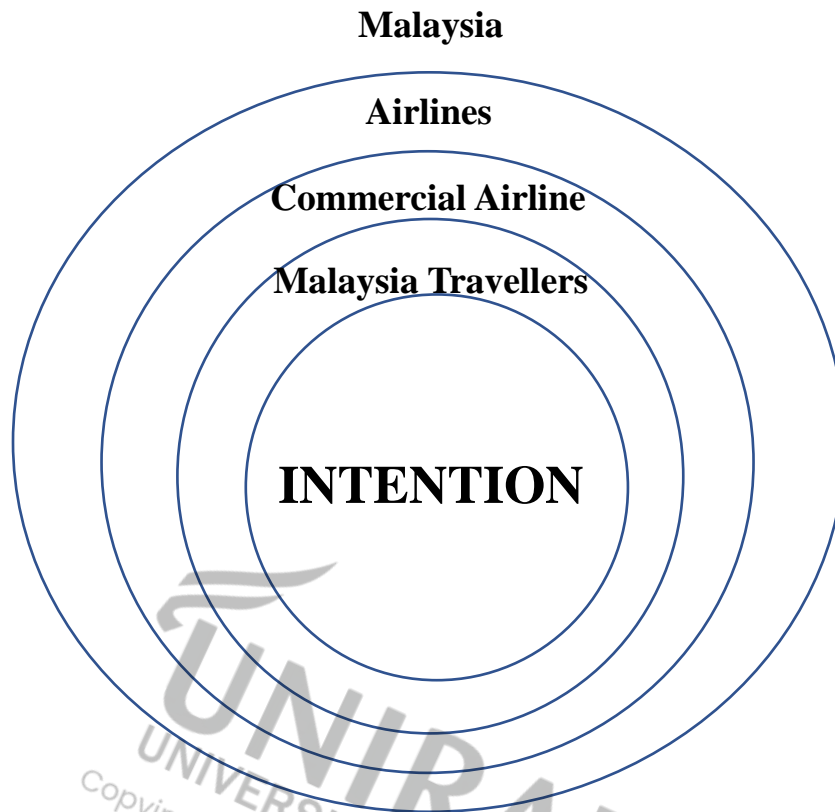 Malaysia
Airlines
Commercial Airline
Malaysia Travellers
INTENTION